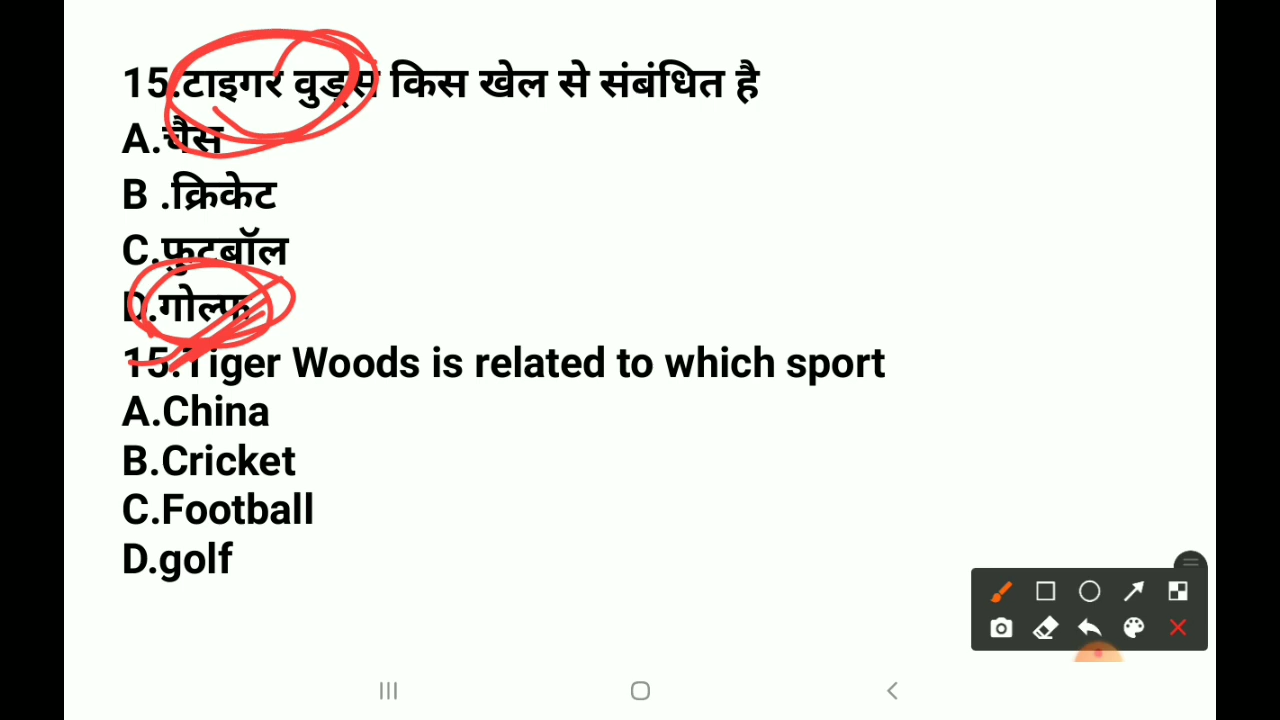 15.टाइगर वुड्स किस खेल से संबंधित है
A.चैस
B .क्रिकेट
C.फुटबॉल
D.गोल्फ
15.Tiger Woods is related to which sport
A.China
B.Cricket
C.Football
D.golf